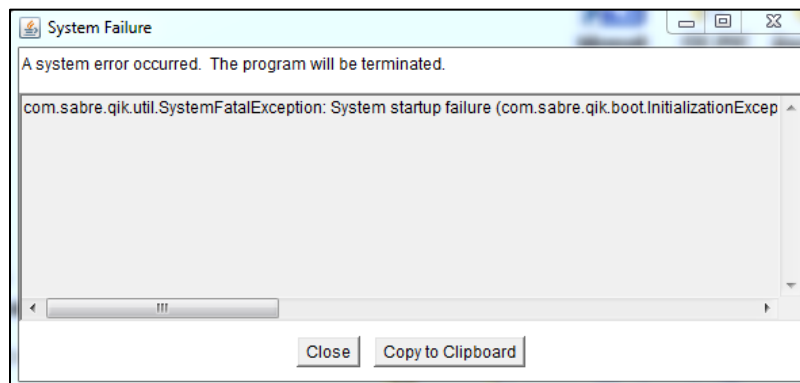 System Failure
A system error occurred. The program will be terminated.
com.sabre.qik.util.SystemFatalException: System startup failure (com.sabre.qik.boot.InitializationExcep
Close
Copy to Clipboard